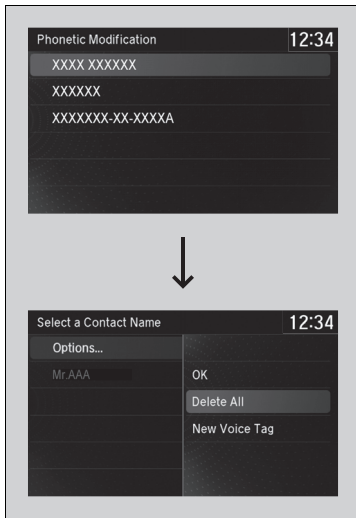 Phonetic Modification 12:34
XXXX XXXXXX
XXXXXX
XXXXXXX-XX-XXXXA
Select a Contact Name 12:34
Options...
Mr.AAA OK
Delete All
New Voice Tag